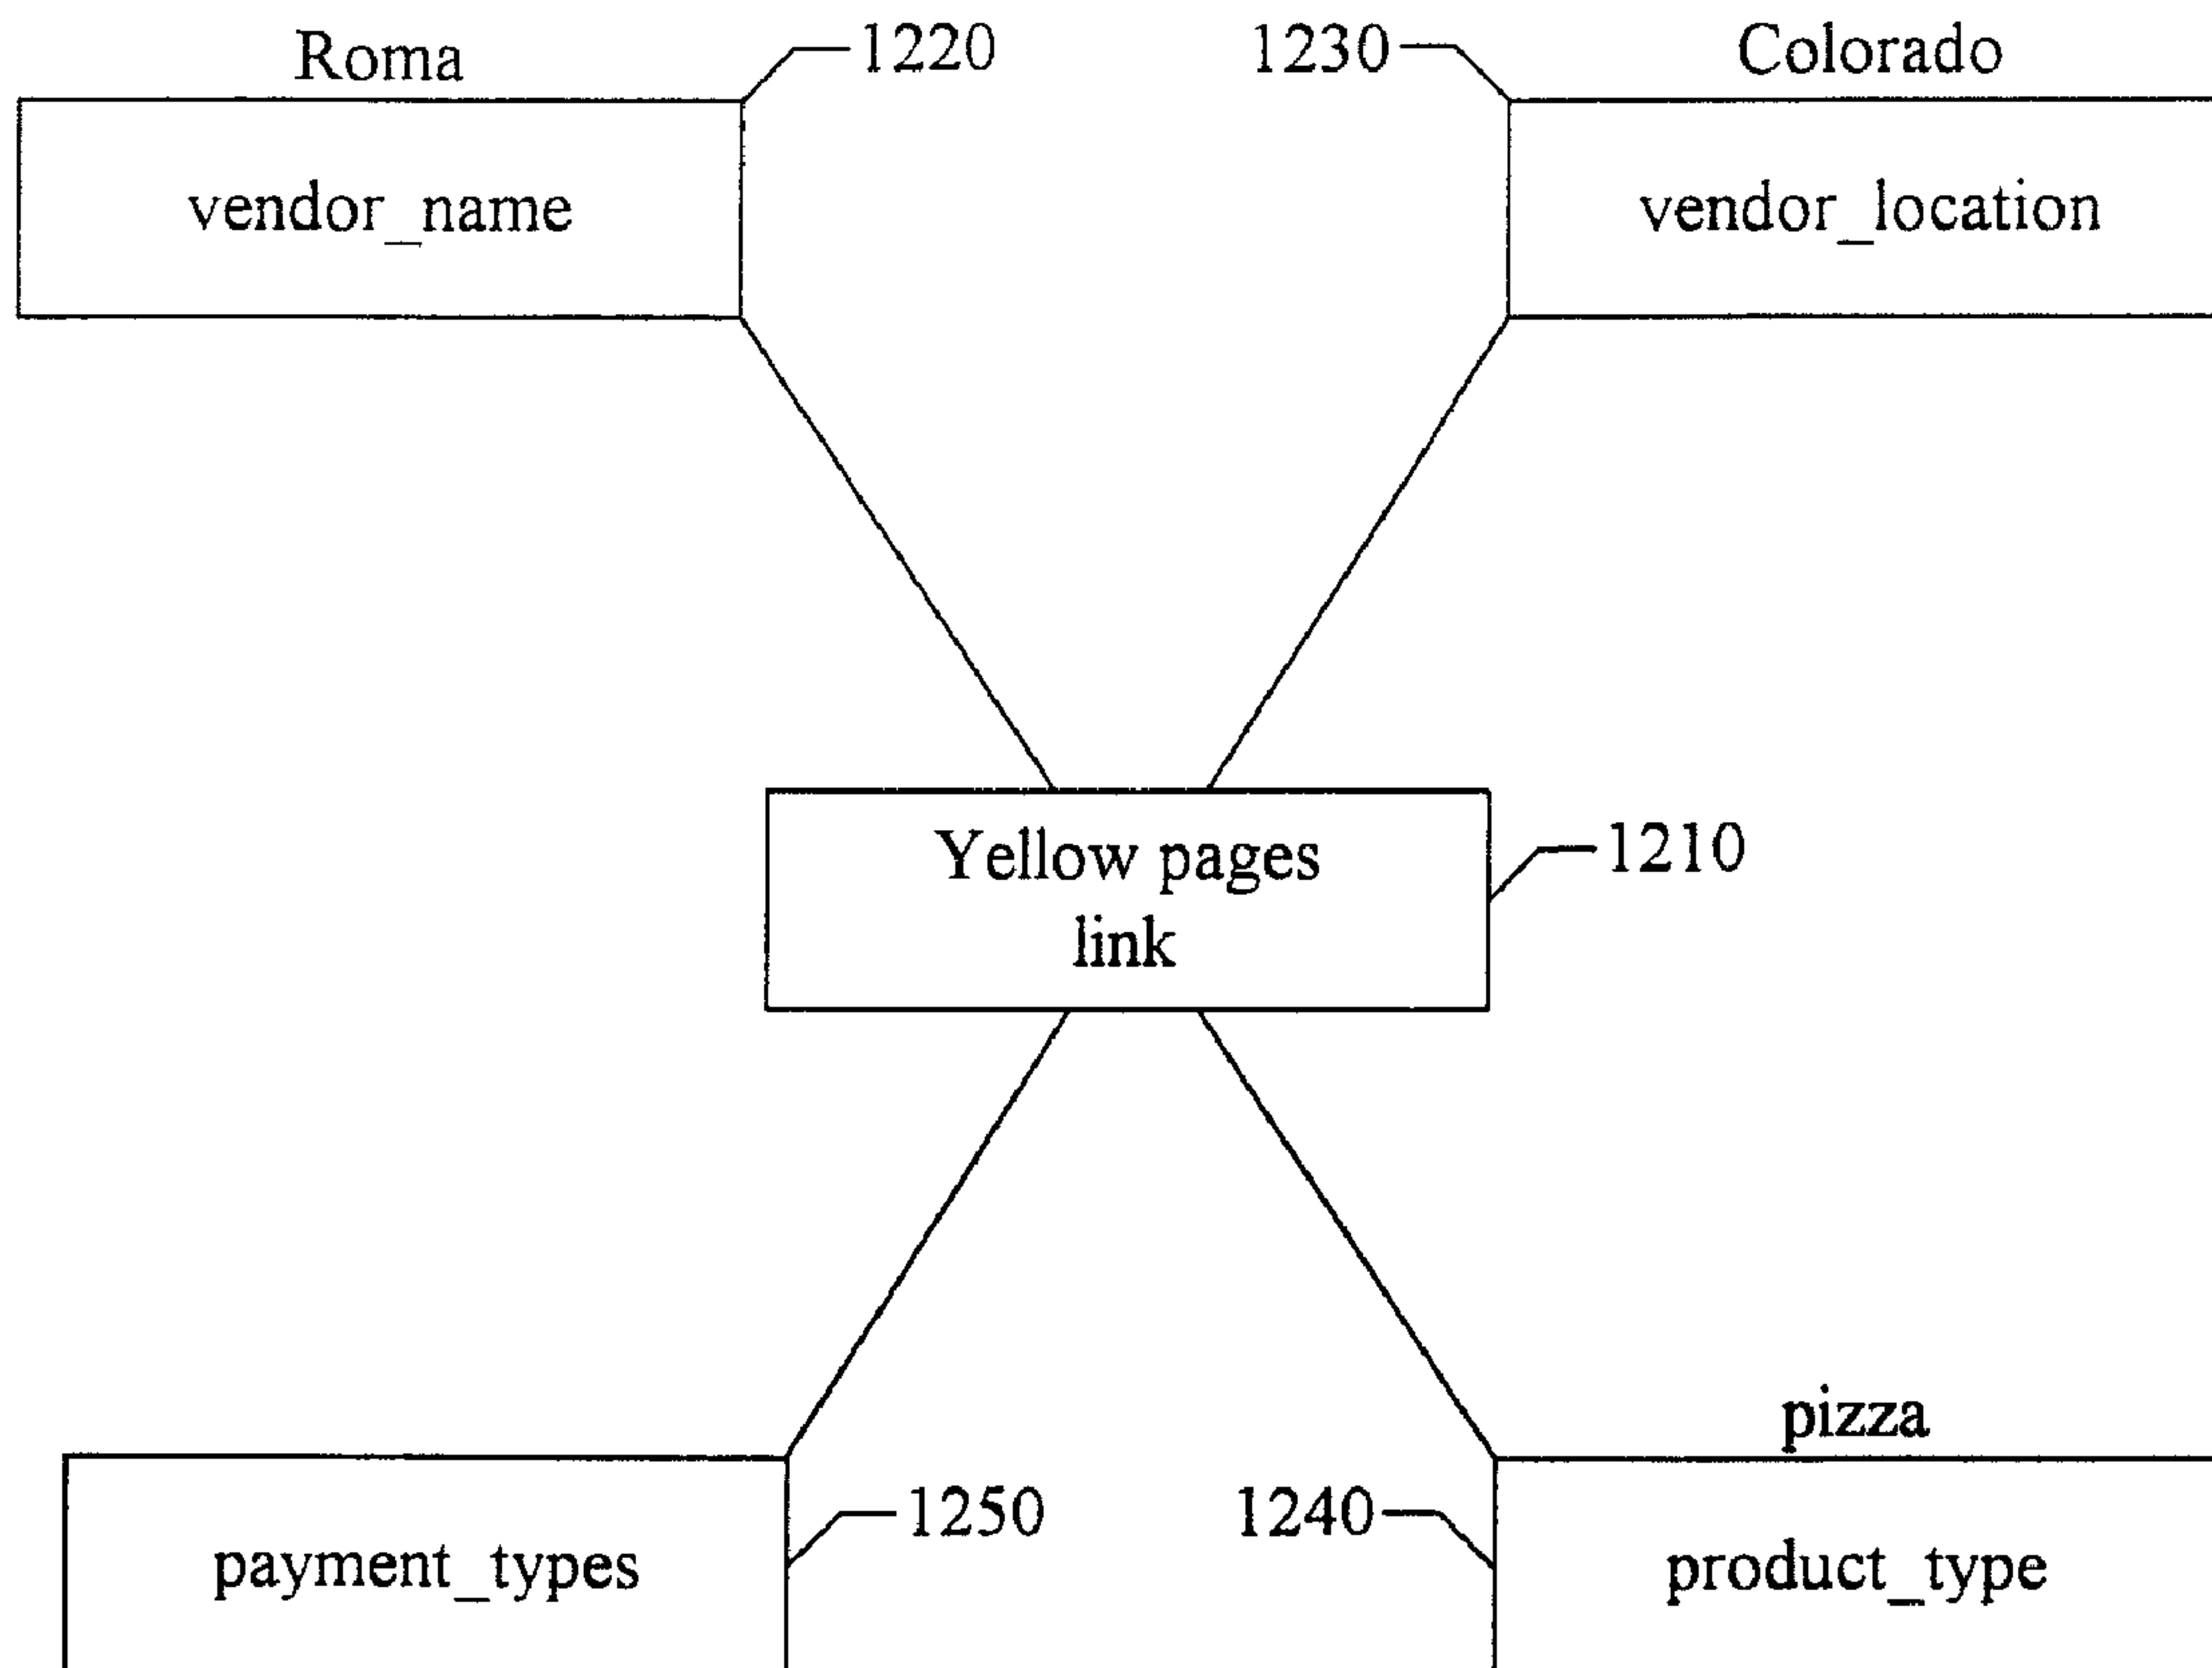 Roma
1220
1230
Colorado
vendor_name
vendor_location
Yellow pages
link
1210
pizza
1250
1240
payment_types
product_type